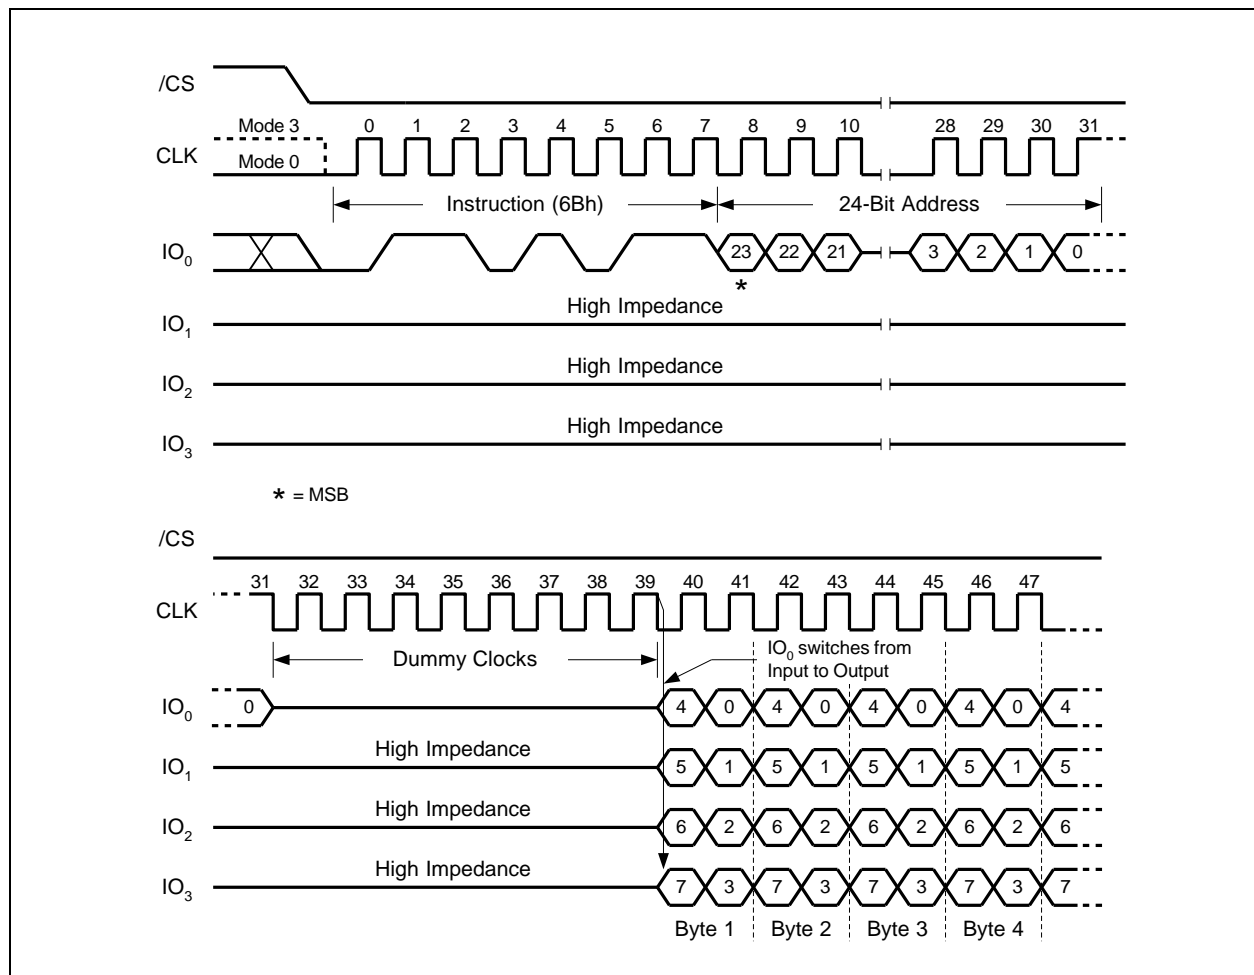 /CS
Mode 3 0 1 2 3 4 5 6 7 8 9 10 28 29 30 31
CLK
Mode 0
Instruction (6Bh) 24-Bit Address
IO0 23 22 21 3 2 1 0
*
High Impedance
IO1
High Impedance
IO2
High Impedance
IO3
* = MSB
/CS
31 32 33 34 35 36 37 38 39 40 41 42 43 44 45 46 47
CLK
Dummy Clocks
IO0 switches from
Input to Output
IO0 0 4 0 4 0 4 0 4 0 4
High Impedance
IO1 5 1 5 1 5 1 5 1 5
High Impedance
IO2 6 2 6 2 6 2 6 2 6
High Impedance
IO3 7 3 7 3 7 3 7 3 7
Byte 1 Byte 2 Byte 3 Byte 4